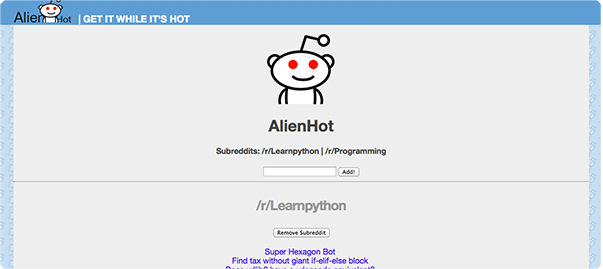 AlienHot | GET IT WHILE IT'S HOT
AlienHot
Subreddits: /r/Learnpython | /r/Programming
Add!
/r/Learnpython
Remove Subreddit
Super Hexagon Bot
Find tax without giant if-elif-else block